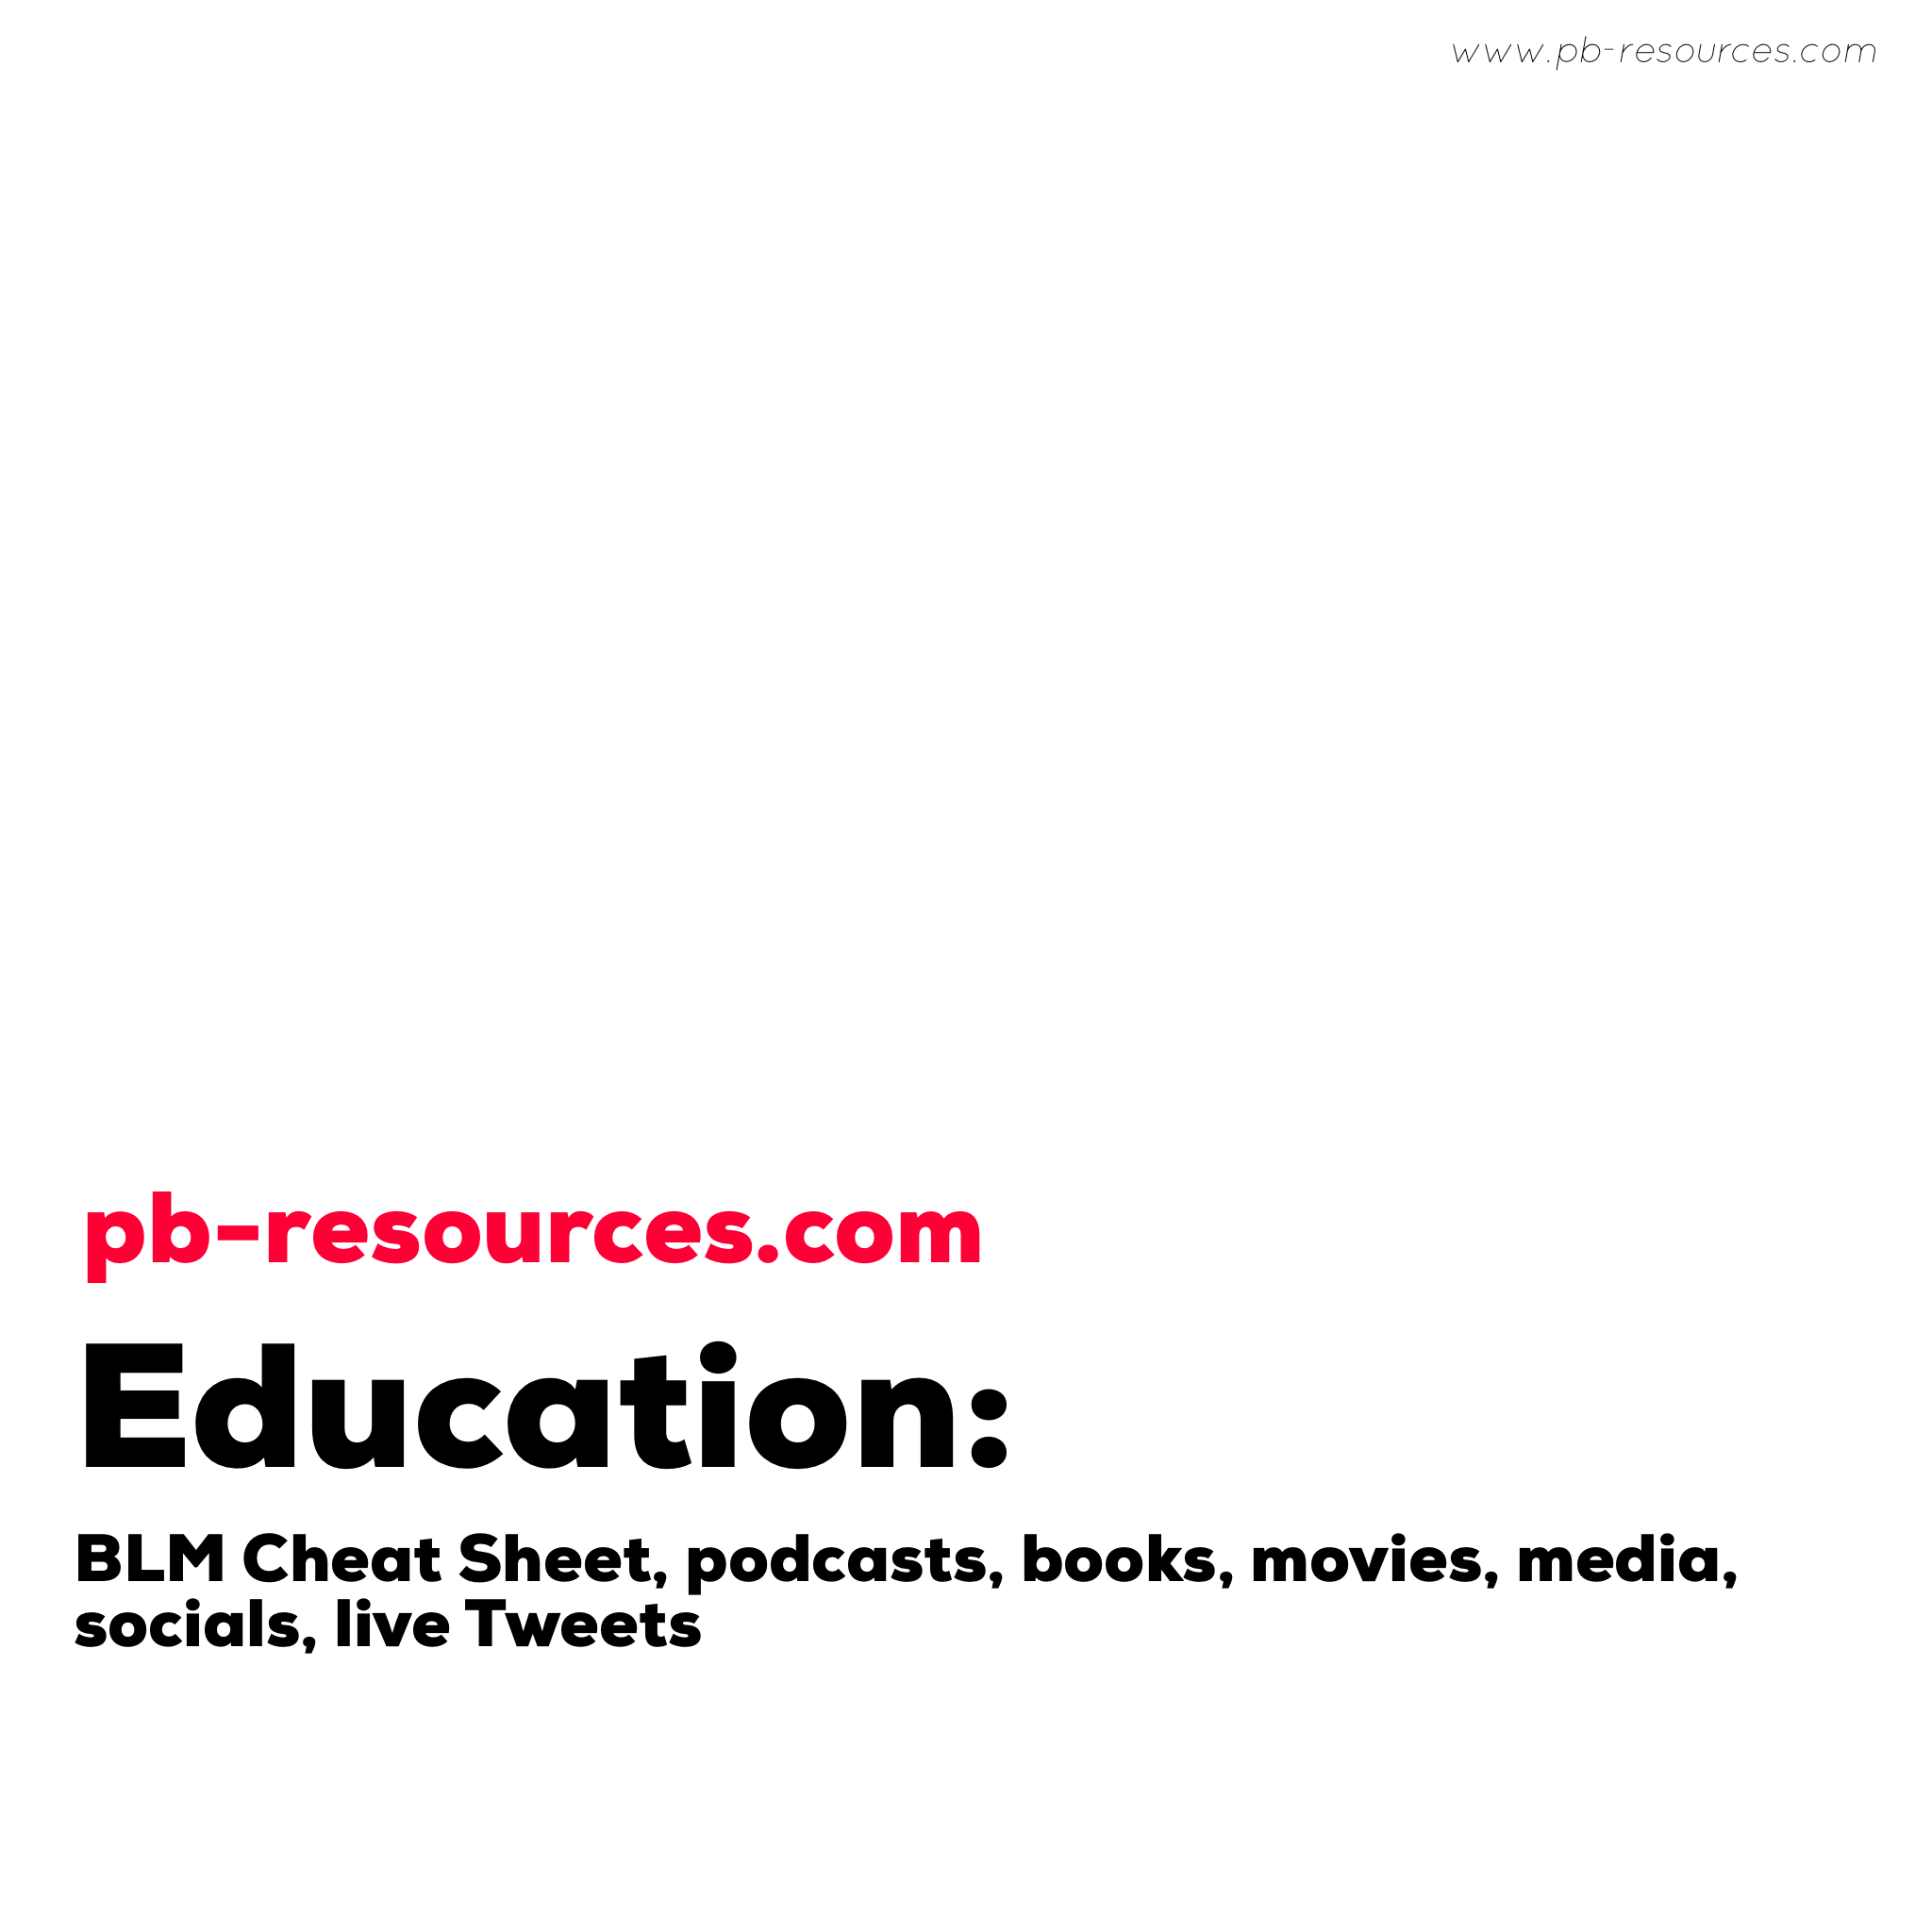 www.pb-resources.com
pb-resources.com
Education:
BLM Cheat Sheet, podcasts, books, movies, media,
socials, live Tweets